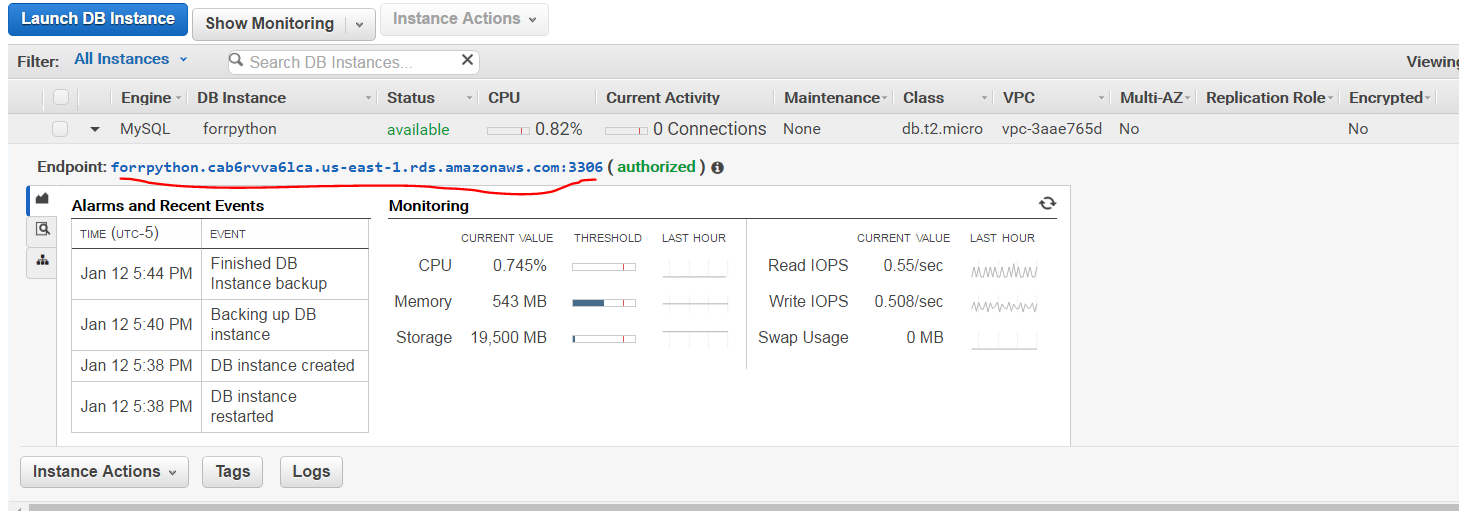 Launch DB Instance Show Monitoring Instance Actions
Filter: All Instances Search DB Instances... Viewing
Engine DB Instance Status CPU Current Activity Maintenance Class VPC Multi-AZ Replication Role Encrypted
MySQL forrpython available 0.82% 0 Connections None db.t2.micro vpc-3aae765d No No
Endpoint: forrpython.cab6rvva61ca.us-east-1.rds.amazonaws.com:3306 ( authorized )
Alarms and Recent Events
TIME (UTC-5) EVENT
Jan 12 5:44 PM Finished DB
Instance backup
Jan 12 5:40 PM Backing up DB
instance
Jan 12 5:38 PM DB instance created
Jan 12 5:38 PM DB instance
restarted
Monitoring
CURRENT VALUE THRESHOLD LAST HOUR CURRENT VALUE LAST HOUR
CPU 0.745% Read IOPS 0.55/sec
Memory 543 MB Write IOPS 0.508/sec
Storage 19,500 MB Swap Usage 0 MB
Instance Actions Tags Logs